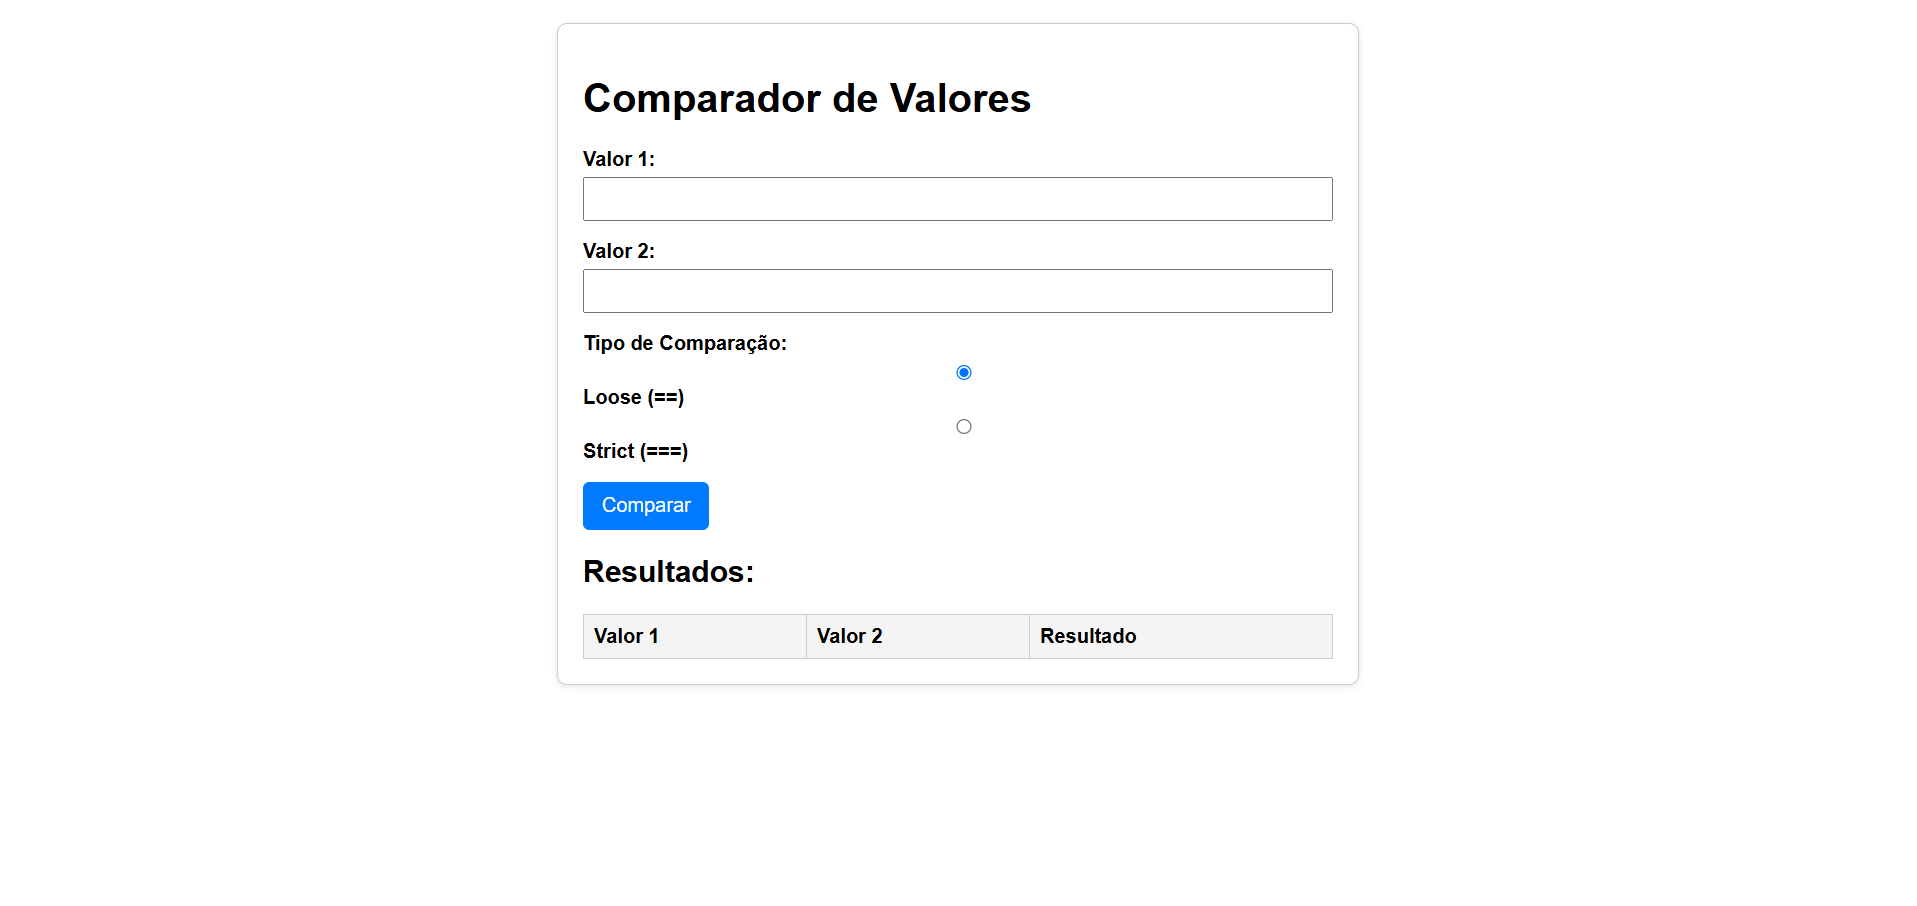 Comparador de Valores
Valor 1:
Valor 2:
Tipo de Comparação:
Loose (==)
Strict (===)
Comparar
Resultados:
Valor 1 Valor 2 Resultado